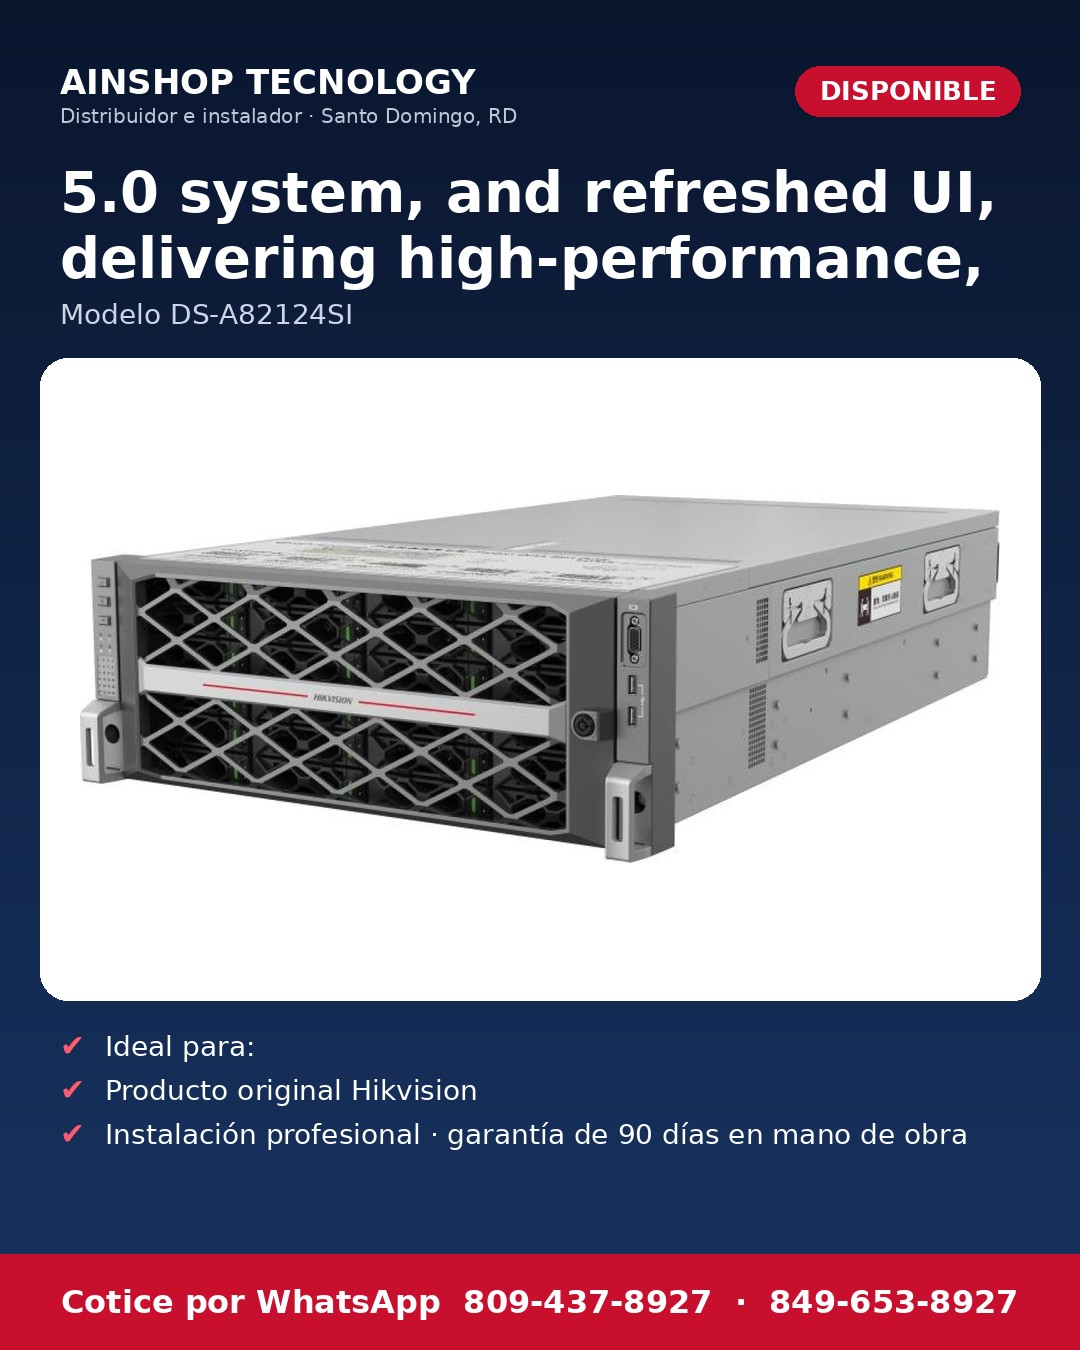 AINSHOP TECNOLOGY
Distribuidor e instalador · Santo Domingo, RD
DISPONIBLE
5.0 system, and refreshed UI,
delivering high-performance,
Modelo DS-A82124SI
HIKVISION
✔ Ideal para:
✔ Producto original Hikvision
✔ Instalación profesional · garantía de 90 días en mano de obra
Cotice por WhatsApp 809-437-8927 · 849-653-8927